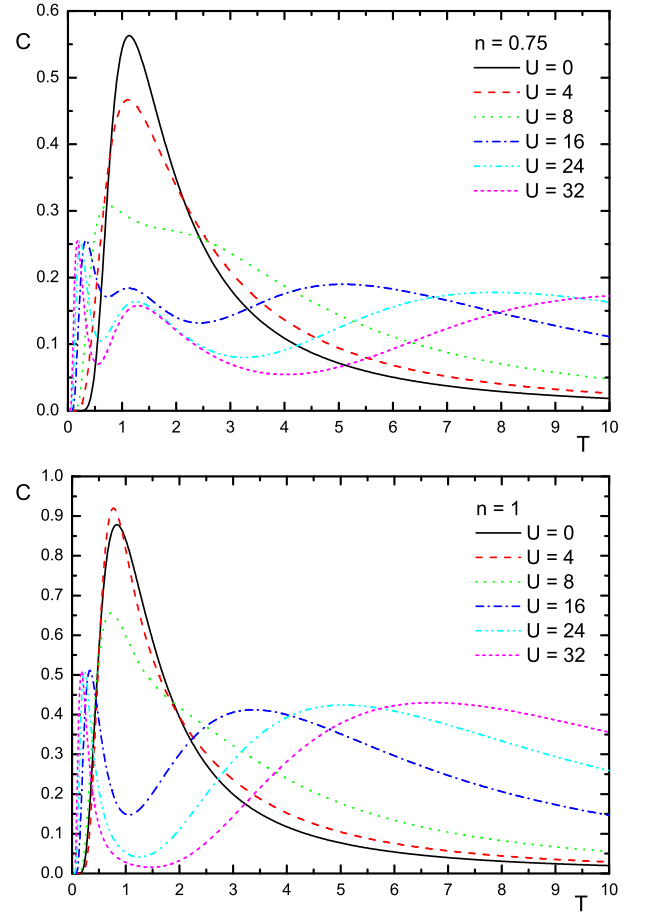 0.6
C
n = 0.75
U = 0
0.5
U = 4
U = 8
0.4
U = 16
U = 24
U = 32
0.3
0.2
0.1
0.0
0 1 2 3 4 5 6 7 8 9 10
T
1.0
C
n = 1
0.9
U = 0
U = 4
0.8
U = 8
0.7
U = 16
U = 24
0.6
U = 32
0.5
0.4
0.3
0.2
0.1
0.0
0 1 2 3 4 5 6 7 8 9 10
T